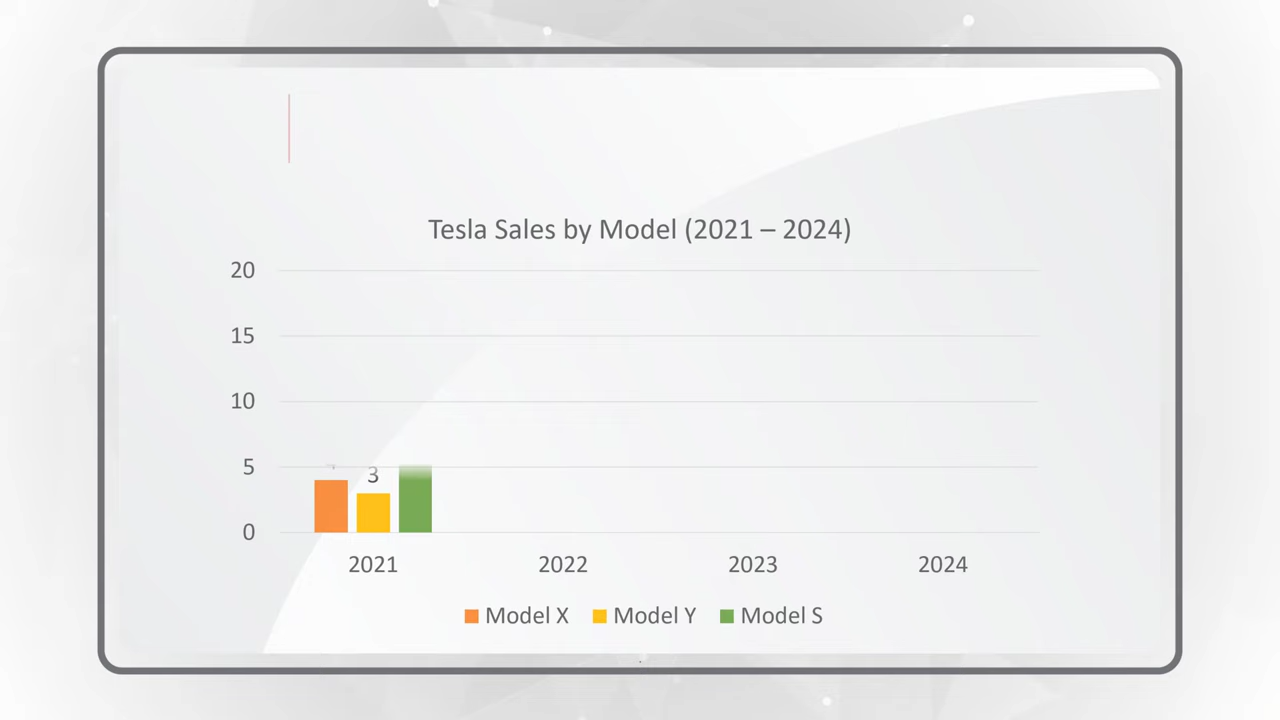 Tesla Sales by Model (2021 – 2024)
20
15
10
5
3
0
2021 2022 2023 2024
Model X Model Y Model S